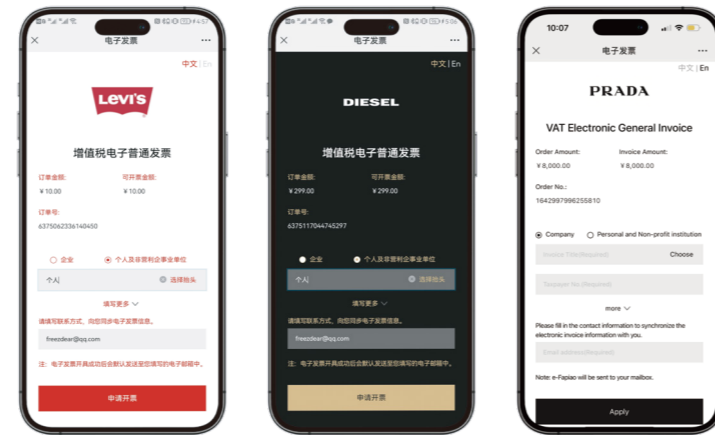 4:57
×
电子发票
...
中文 | En
LEVI'S
增值税电子普通发票
订单金额:
可开票金额:
¥ 10.00
¥ 10.00
订单号:
6375062336140450
企业
个人及非营利企事业单位
个人
选择抬头
填写更多
请填写联系方式，向您同步电子发票信息。
freezdear@qq.com
注：电子发票开具成功后会默认发送至您填写的电子邮箱中。
申请开票
5:06
×
电子发票
...
中文 | En
DIESEL
增值税电子普通发票
订单金额:
可开票金额:
¥ 299.00
¥ 299.00
订单号:
6375117044745297
企业
个人及非营利企事业单位
个人
选择抬头
填写更多
请填写联系方式，向您同步电子发票信息。
freezdear@qq.com
注：电子发票开具成功后会默认发送至您填写的电子邮箱中。
申请开票
10:07
×
电子发票
...
中文 | En
PRADA
VAT Electronic General Invoice
Order Amount:
Invoice Amount:
¥ 8,000.00
¥ 8,000.00
Order No.:
1642997996255810
Company
Personal and Non-profit institution
Invoice Title(Required)
Choose
Taxpayer No.(Required)
more
Please fill in the contact information to synchronize the
electronic invoice information with you.
Email address(Required)
Note: e-Fapiao will be sent to your mailbox.
Apply